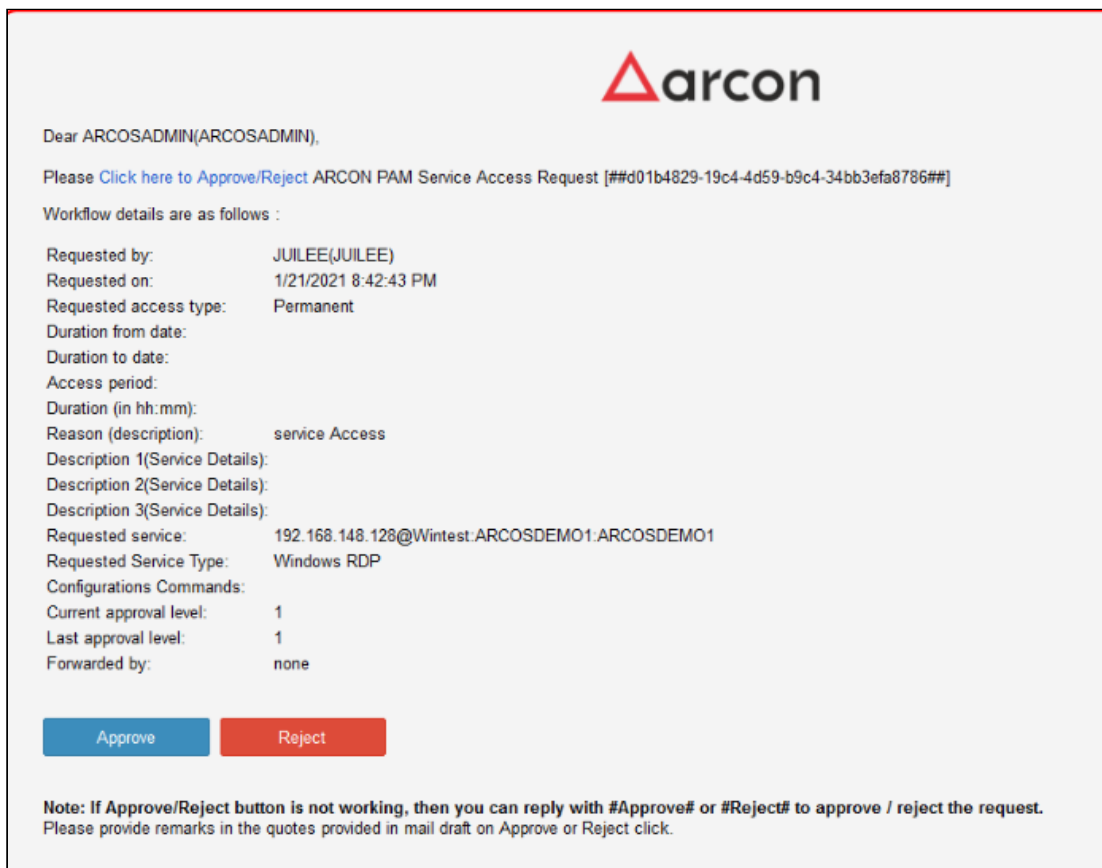 arcon
Dear ARCOSADMIN(ARCOSADMIN),
Please Click here to Approve/Reject ARCON PAM Service Access Request [##d01b4829-19c4-4d59-b9c4-34bb3efa8786##]
Workflow details are as follows :
Requested by: JUILEE(JUILEE)
Requested on: 1/21/2021 8:42:43 PM
Requested access type: Permanent
Duration from date:
Duration to date:
Access period:
Duration (in hh:mm):
Reason (description): service Access
Description 1(Service Details):
Description 2(Service Details):
Description 3(Service Details):
Requested service: 192.168.148.128@Wintest:ARCOSDEMO1:ARCOSDEMO1
Requested Service Type: Windows RDP
Configurations Commands:
Current approval level: 1
Last approval level: 1
Forwarded by: none
Approve Reject
Note: If Approve/Reject button is not working, then you can reply with #Approve# or #Reject# to approve / reject the request.
Please provide remarks in the quotes provided in mail draft on Approve or Reject click.